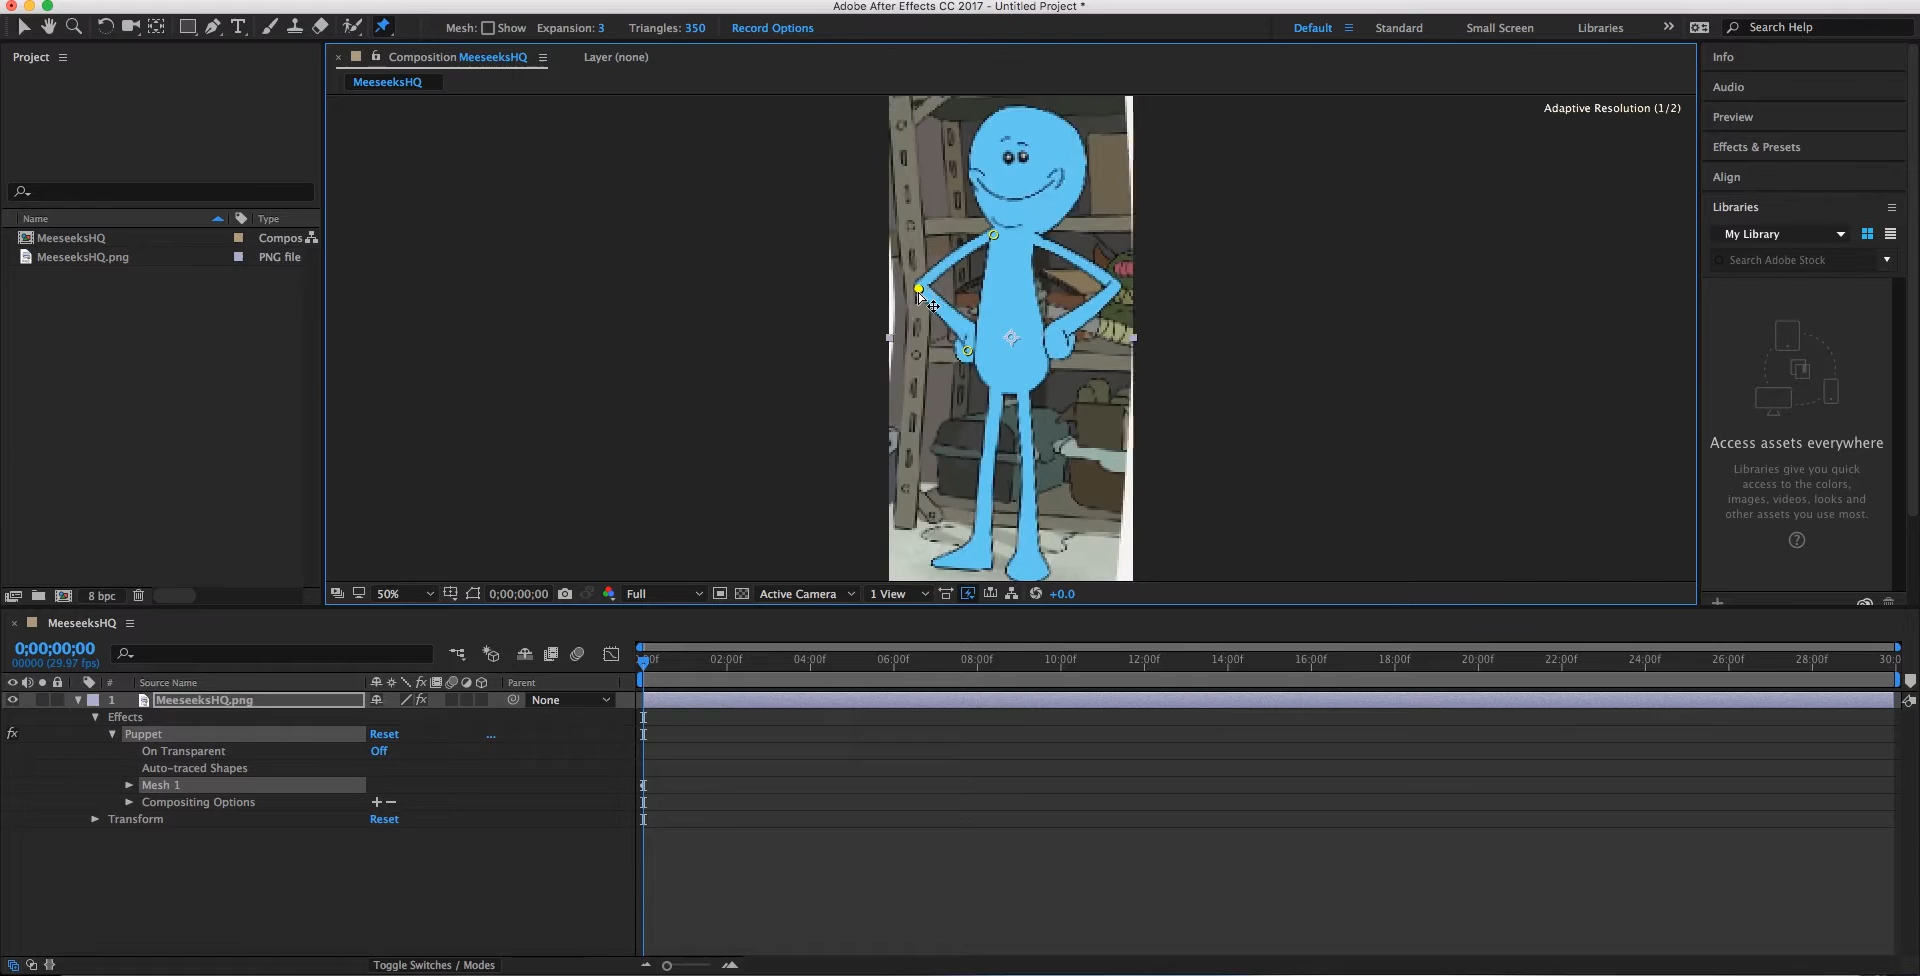 Adobe After Effects CC 2017 - Untitled Project *
Mesh: Show Expansion: 3 Triangles: 350 Record Options
Default Standard Small Screen Libraries Search Help
Project
Composition MeeseeksHQ
Layer (none)
MeeseeksHQ
Adaptive Resolution (1/2)
Name Type
MeeseeksHQ Compos
MeeseeksHQ.png PNG file
8 bpc
50% 0;00;00;00 Full Active Camera 1 View +0.0
Info
Audio
Preview
Effects & Presets
Align
Libraries
My Library
Search Adobe Stock
Access assets everywhere
Libraries give you quick
access to the colors,
images, videos, looks and
other assets you use most.
MeeseeksHQ
0;00;00;00
00000 (29.97 fps)
02:00f 04:00f 06:00f 08:00f 10:00f 12:00f 14:00f 16:00f 18:00f 20:00f 22:00f 24:00f 26:00f 28:00f
# Source Name fx Parent
1 MeeseeksHQ.png fx None
Effects
fx Puppet Reset ...
On Transparent Off
Auto-traced Shapes
Mesh 1
Compositing Options + −
Transform Reset
Toggle Switches / Modes